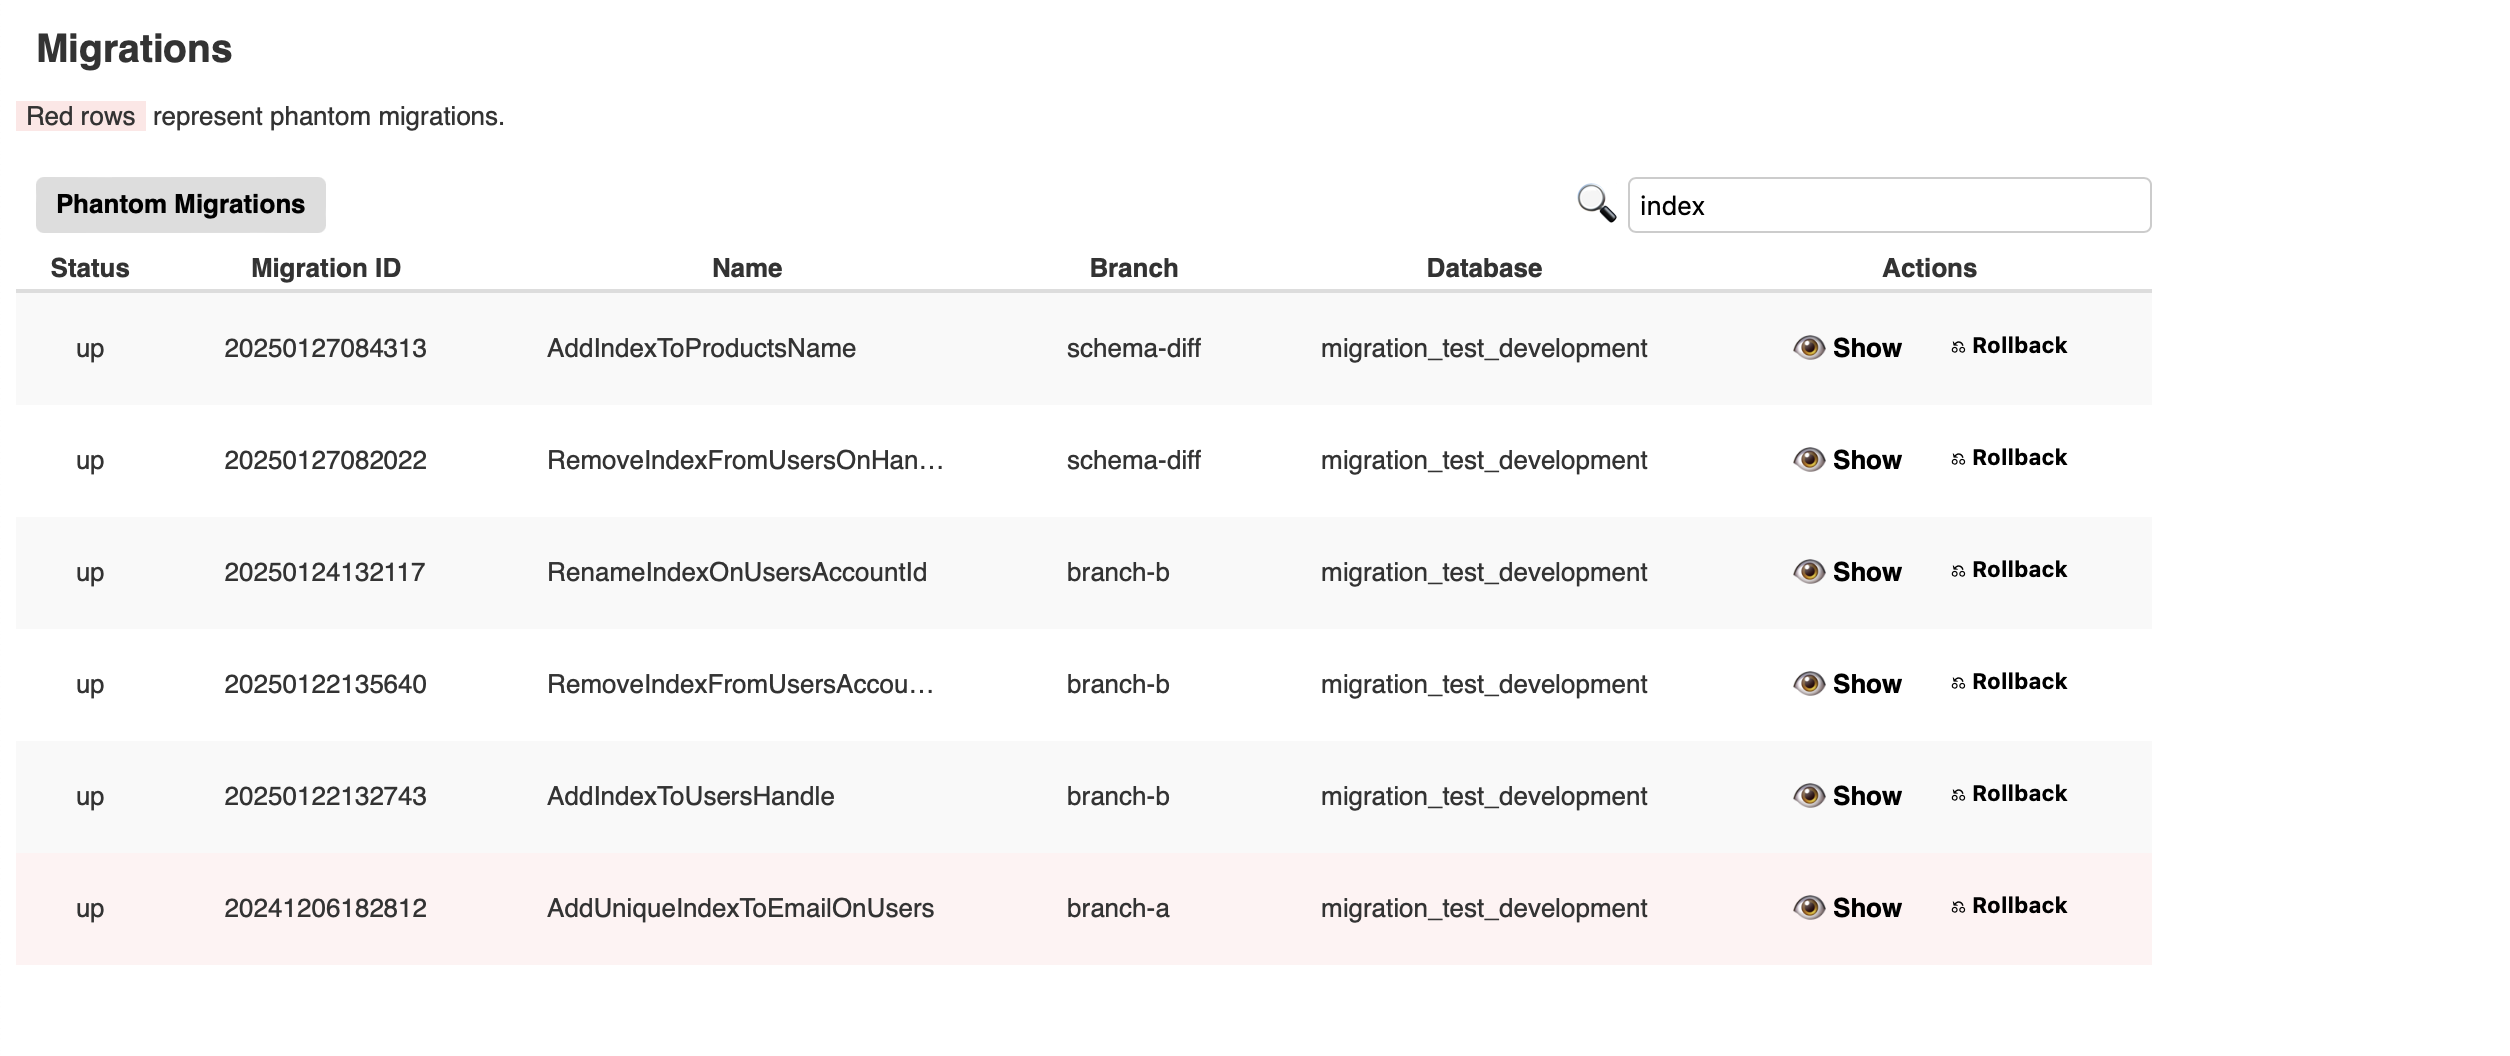 Migrations
Red rows represent phantom migrations.
Phantom Migrations
index
Status Migration ID Name Branch Database Actions
up 20250127084313 AddIndexToProductsName schema-diff migration_test_development Show Rollback
up 20250127082022 RemoveIndexFromUsersOnHan... schema-diff migration_test_development Show Rollback
up 20250124132117 RenameIndexOnUsersAccountId branch-b migration_test_development Show Rollback
up 20250122135640 RemoveIndexFromUsersAccou... branch-b migration_test_development Show Rollback
up 20250122132743 AddIndexToUsersHandle branch-b migration_test_development Show Rollback
up 20241206182812 AddUniqueIndexToEmailOnUsers branch-a migration_test_development Show Rollback